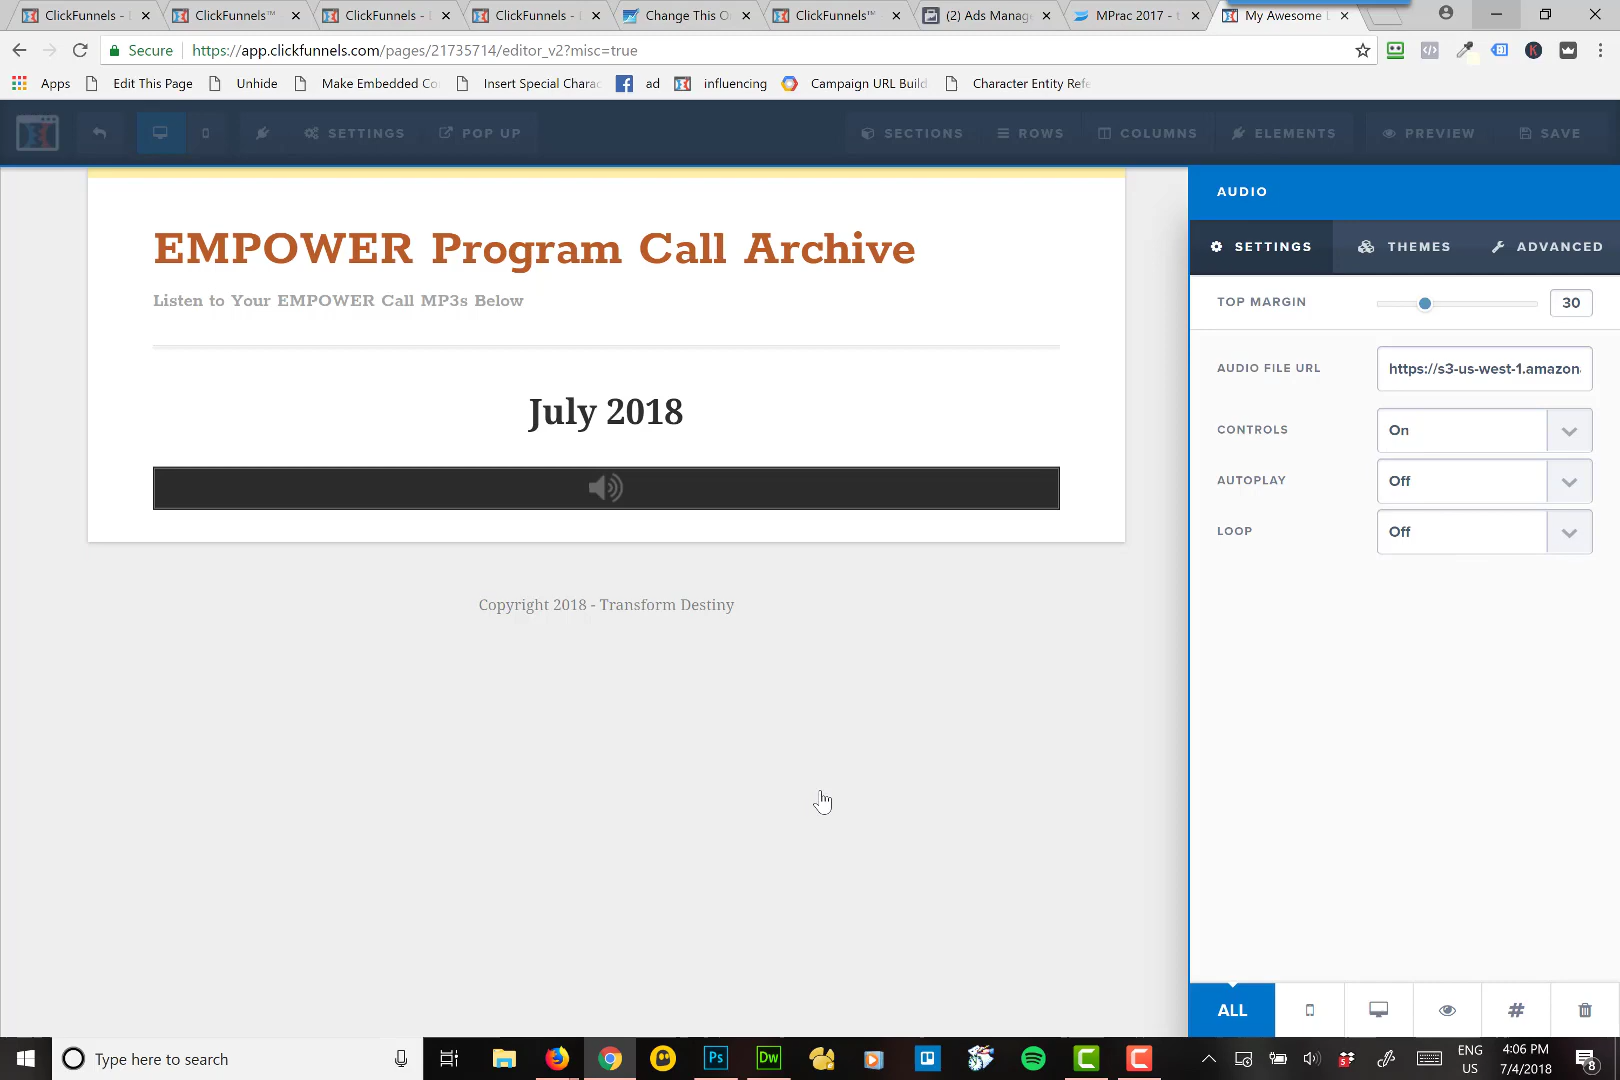 ClickFunnels - ClickFunnels™ ClickFunnels - ClickFunnels - Change This O ClickFunnels™ (2) Ads Manage MPrac 2017 - My Awesome
Secure https://app.clickfunnels.com/pages/21735714/editor_v2?misc=true
Apps Edit This Page Unhide Make Embedded Co Insert Special Charac ad influencing Campaign URL Build Character Entity Refe
SETTINGS POP UP SECTIONS ROWS COLUMNS ELEMENTS PREVIEW SAVE
AUDIO
SETTINGS THEMES ADVANCED
EMPOWER Program Call Archive
Listen to Your EMPOWER Call MP3s Below
July 2018
Copyright 2018 - Transform Destiny
TOP MARGIN 30
AUDIO FILE URL https://s3-us-west-1.amazon
CONTROLS On
AUTOPLAY Off
LOOP Off
ALL #
Type here to search Ps Dw ENG US 4:06 PM 7/4/2018 8